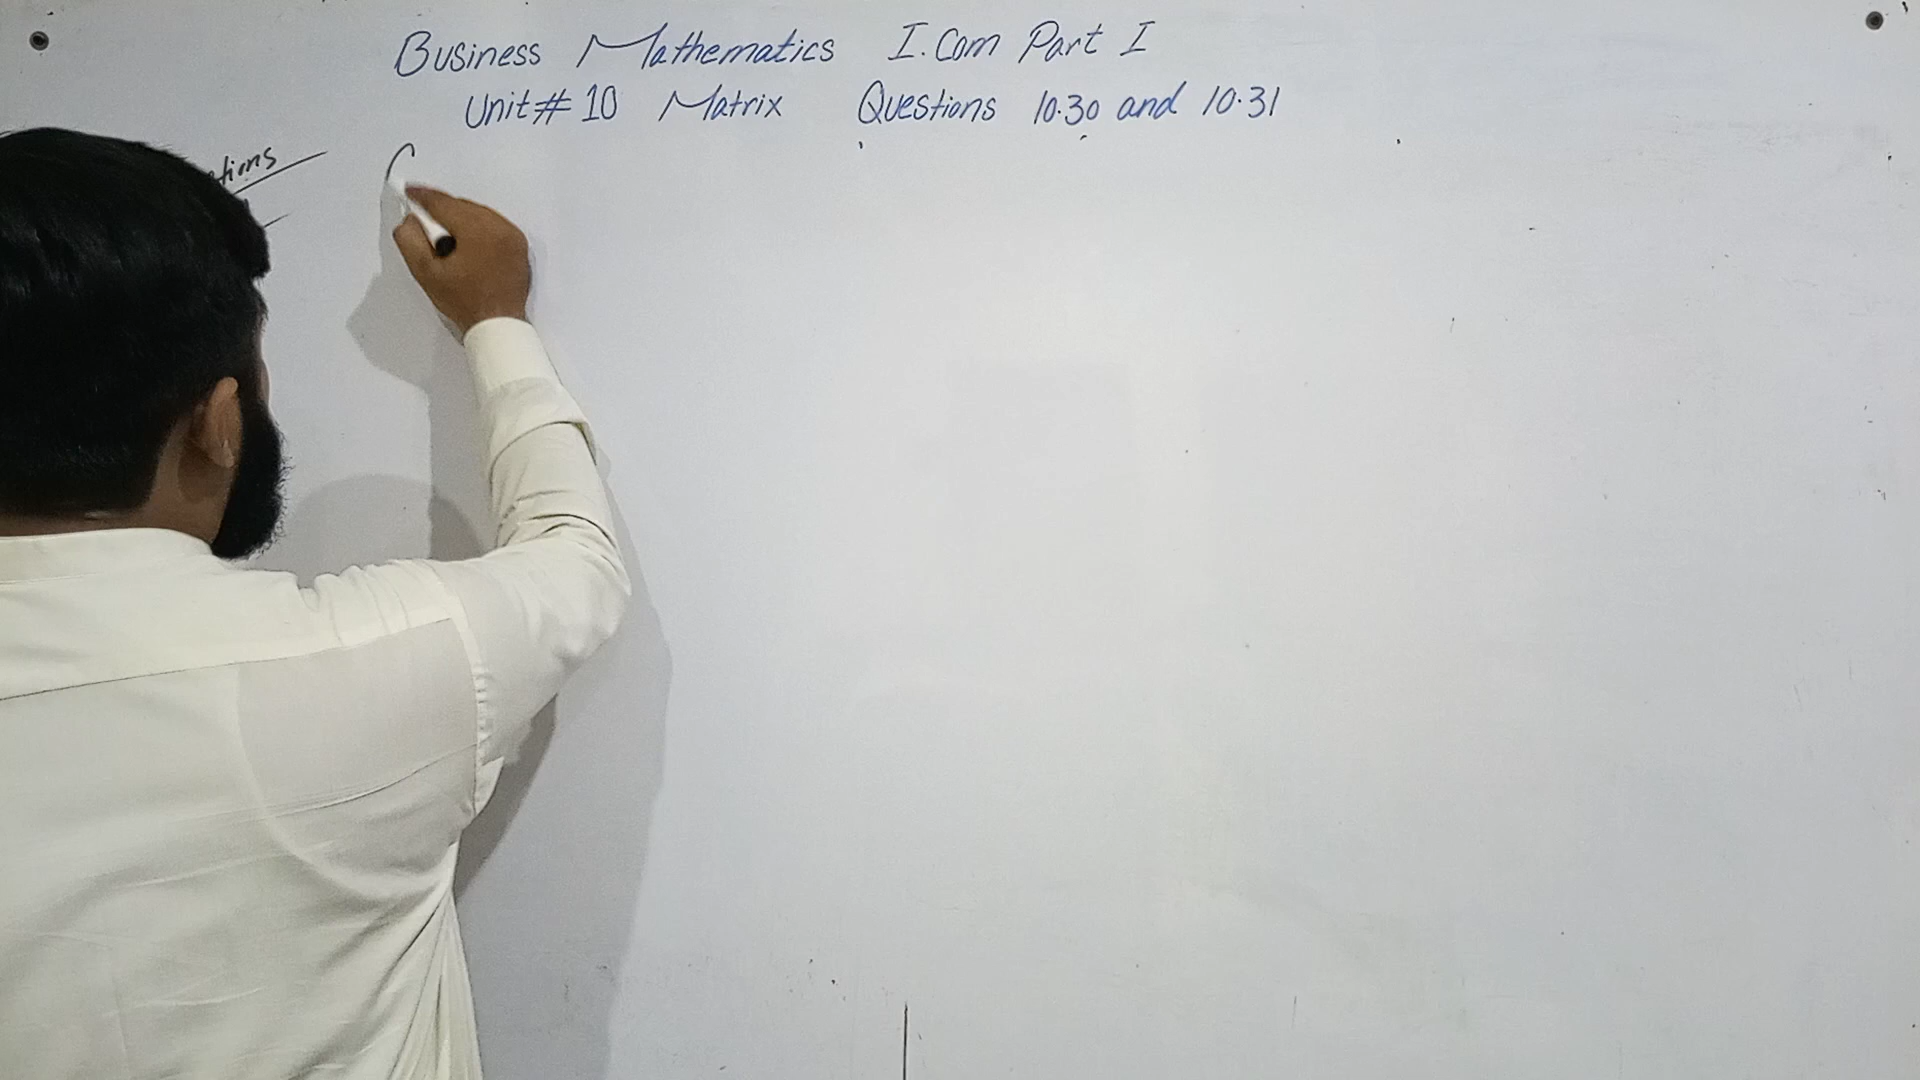 Business Mathematics I.Com Part I
Unit# 10 Matrix Questions 10.30 and 10.31